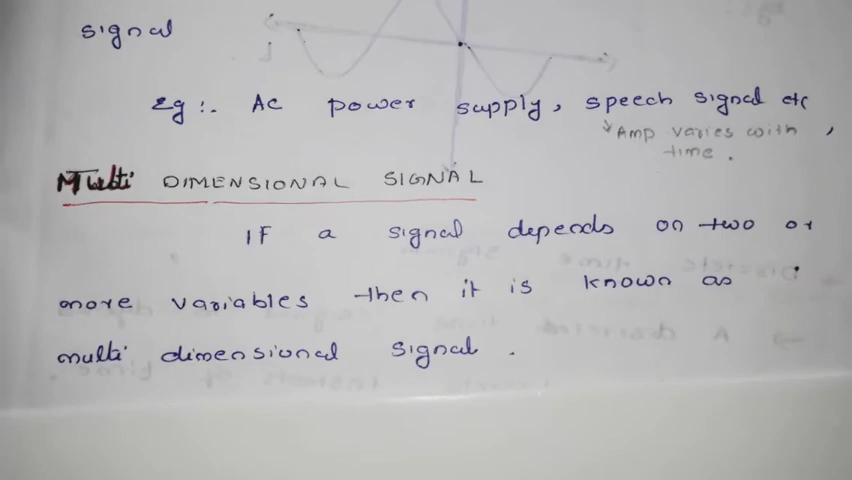 signal
Eg :. AC power supply, speech signal etc
Amp varies with ,
time .
Multi DIMENSIONAL SIGNAL
IF a signal depends on two or
more variables then it is known as
multi dimensional signal .